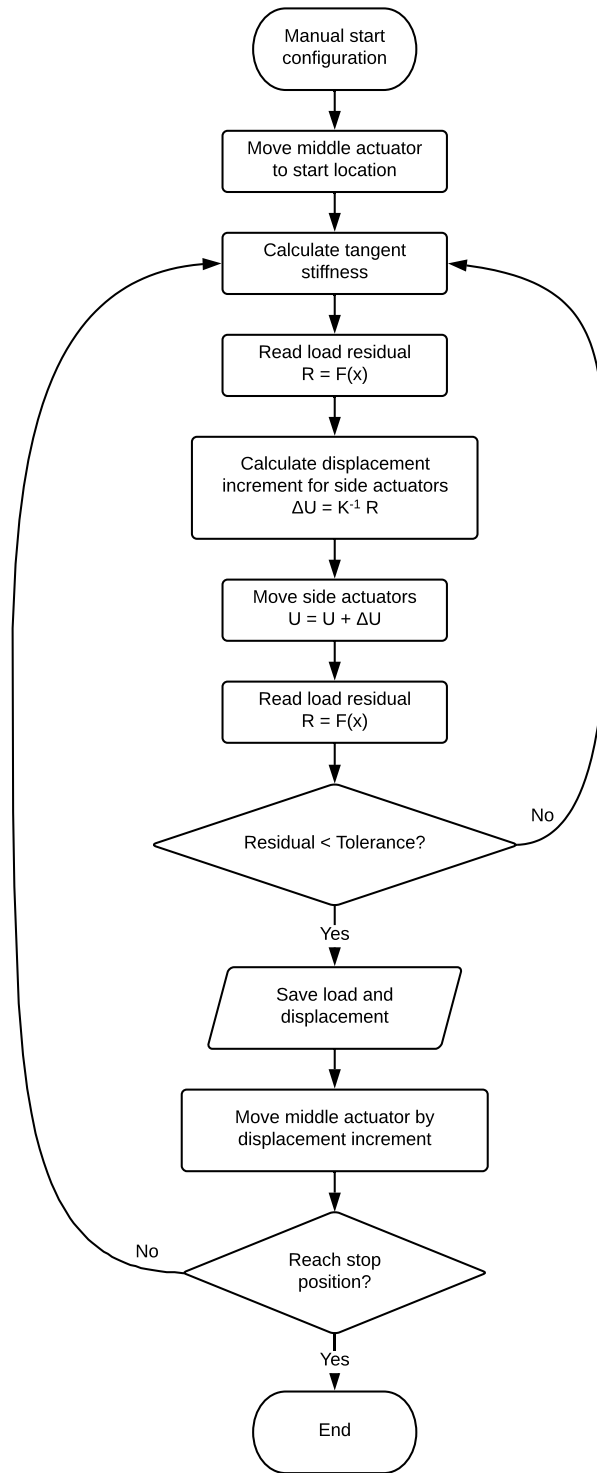 Manual start
configuration
Move middle actuator
to start location
Calculate tangent
stiffness
Read load residual
R = F(x)
Calculate displacement
increment for side actuators
ΔU = K⁻¹ R
Move side actuators
U = U + ΔU
Read load residual
R = F(x)
Residual < Tolerance?
No
Yes
Save load and
displacement
Move middle actuator by
displacement increment
Reach stop
position?
No
Yes
End